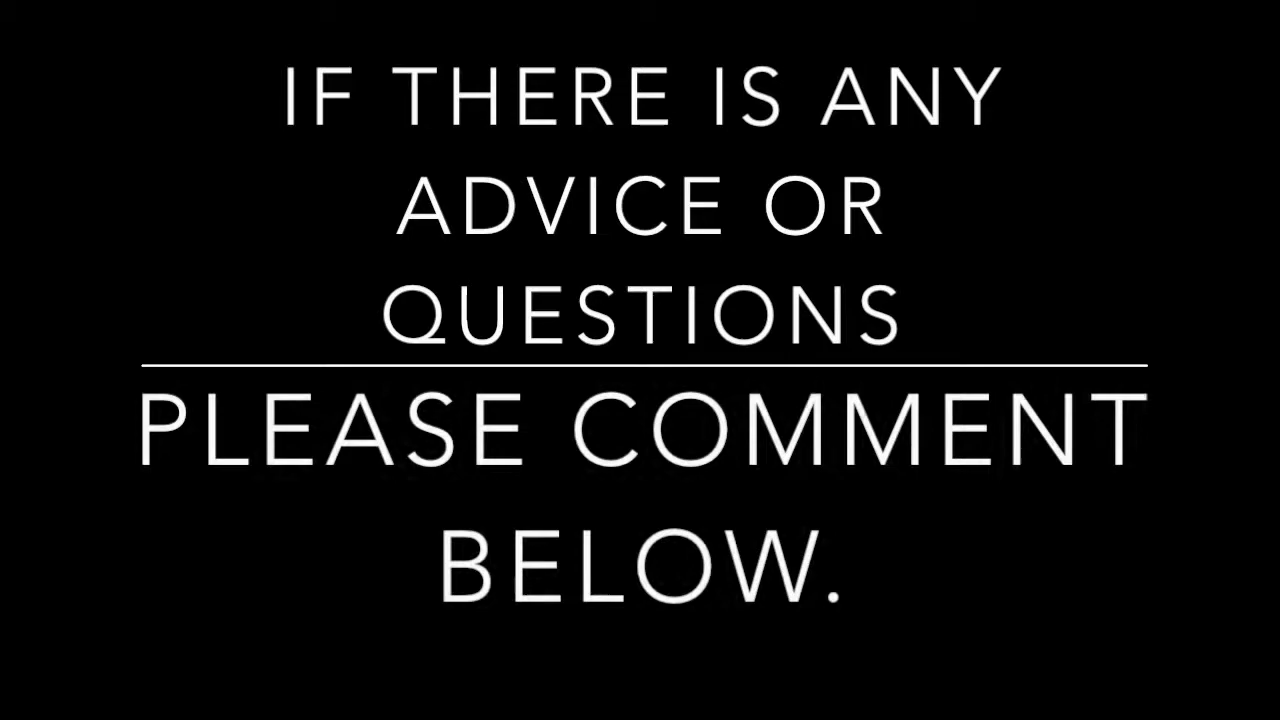 IF THERE IS ANY
ADVICE OR
QUESTIONS
PLEASE COMMENT
BELOW.